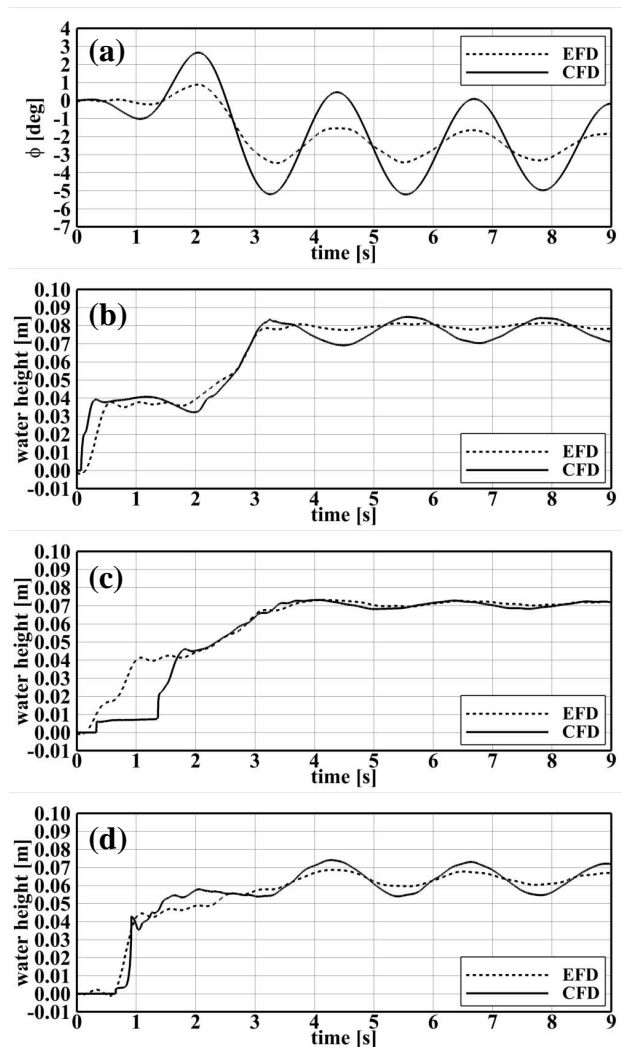 4
3
2
1
0
-1
-2
-3
-4
-5
-6
-7
ϕ [deg]
(a)
EFD
CFD
0 1 2 3 4 5 6 7 8 9
time [s]
0.10
0.09
0.08
0.07
0.06
0.05
0.04
0.03
0.02
0.01
0.00
-0.01
water height [m]
(b)
EFD
CFD
0 1 2 3 4 5 6 7 8 9
time [s]
0.10
0.09
0.08
0.07
0.06
0.05
0.04
0.03
0.02
0.01
0.00
-0.01
water height [m]
(c)
EFD
CFD
0 1 2 3 4 5 6 7 8 9
time [s]
0.10
0.09
0.08
0.07
0.06
0.05
0.04
0.03
0.02
0.01
0.00
-0.01
water height [m]
(d)
EFD
CFD
0 1 2 3 4 5 6 7 8 9
time [s]